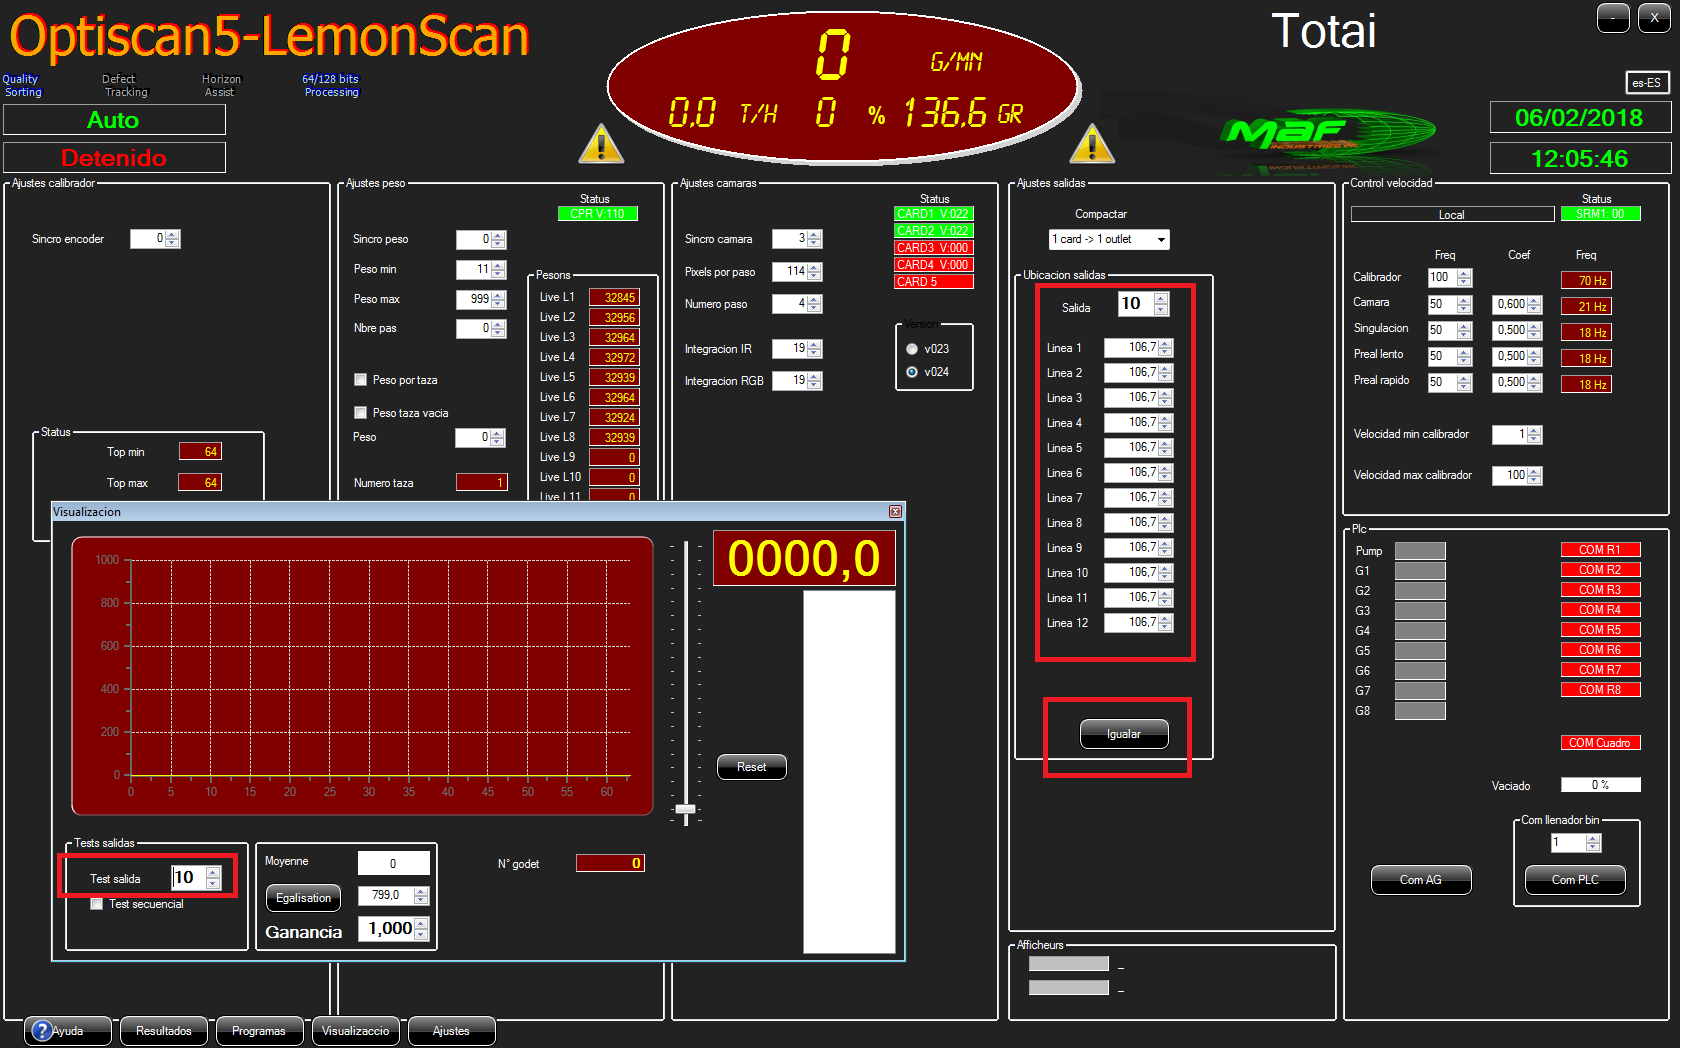 Optiscan5-LemonScan
Quality Sorting
Defect Tracking
Horizon Assist
64/128 bits Processing
Auto
Detenido
0 G/MN
0,0 T/H 0 % 136,6 GR
Totai
- X
es-ES
MAF
INDUSTRIES INC
06/02/2018
12:05:46
Ajustes calibrador
Sincro encoder 0
Status
Top min 64
Top max 64
Ajustes peso
Status
CPR V:110
Sincro peso 0
Peso min 11
Peso max 999
Nbre pas 0
Peso por taza
Peso taza vacia
Peso 0
Numero taza 1
Pesons
Live L1 32845
Live L2 32956
Live L3 32964
Live L4 32972
Live L5 32939
Live L6 32964
Live L7 32924
Live L8 32939
Live L9 0
Live L10 0
Live L11 0
Ajustes camaras
Status
CARD1 V:022
CARD2 V:022
CARD3 V:000
CARD4 V:000
CARD 5
Sincro camara 3
Pixels por paso 114
Numero paso 4
Integracion IR 19
Integracion RGB 19
Version
v023
v024
Ajustes salidas
Compactar
1 card -> 1 outlet
Ubicacion salidas
Salida 10
Linea 1 106,7
Linea 2 106,7
Linea 3 106,7
Linea 4 106,7
Linea 5 106,7
Linea 6 106,7
Linea 7 106,7
Linea 8 106,7
Linea 9 106,7
Linea 10 106,7
Linea 11 106,7
Linea 12 106,7
Igualar
Afficheurs
_
_
Control velocidad
Status
Local SRM1: 00
Freq Coef Freq
Calibrador 100 70 Hz
Camara 50 0,600 21 Hz
Singulacion 50 0,500 18 Hz
Preal lento 50 0,500 18 Hz
Preal rapido 50 0,500 18 Hz
Velocidad min calibrador 1
Velocidad max calibrador 100
Plc
Pump COM R1
G1 COM R2
G2 COM R3
G3 COM R4
G4 COM R5
G5 COM R6
G6 COM R7
G7 COM R8
G8
COM Cuadro
Vaciado 0 %
Com llenador bin
1
Com AG
Com PLC
Visualizacion
1000
800
600
400
200
0
0 5 10 15 20 25 30 35 40 45 50 55 60
0000,0
Reset
Tests salidas
Test salida 10
Test secuencial
Moyenne 0
Egalisation 799,0
Ganancia 1,000
N° godet 0
? Ayuda
Resultados
Programas
Visualizaccio
Ajustes